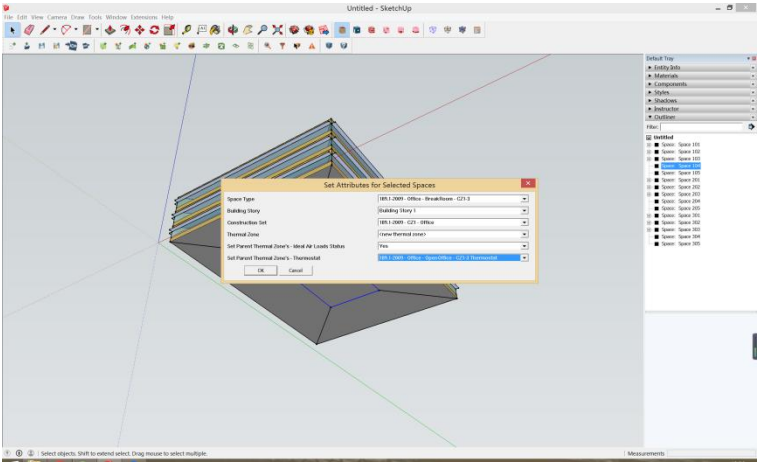 Untitled - SketchUp
File Edit View Camera Draw Tools Window Extensions Help
Default Tray
Entity Info
Materials
Components
Styles
Shadows
Instructor
Outliner
Filter:
Untitled
Space: Space 101
Space: Space 102
Space: Space 103
Space: Space 104
Space: Space 105
Space: Space 201
Space: Space 202
Space: Space 203
Space: Space 204
Space: Space 205
Space: Space 301
Space: Space 302
Space: Space 303
Space: Space 304
Space: Space 305
Set Attributes for Selected Spaces
Space Type
189.1-2009 - Office - BreakRoom - CZ1-3
Building Story
Building Story 1
Construction Set
189.1-2009 - CZ1 - Office
Thermal Zone
<new thermal zone>
Set Parent Thermal Zone's - Ideal Air Loads Status
Yes
Set Parent Thermal Zone's - Thermostat
189.1-2009 - Office - OpenOffice - CZ1-3 Thermostat
OK Cancel
Select objects. Shift to extend select. Drag mouse to select multiple.
Measurements